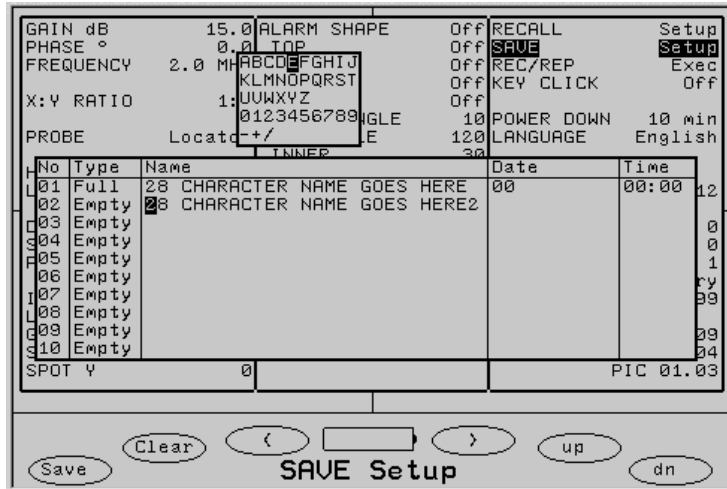 GAIN dB 15.0 ALARM SHAPE Off RECALL Setup
PHASE ° 0.0 TOP Off SAVE Setup
FREQUENCY 2.0 Off REC/REP Exec
Off KEY CLICK Off
X:Y RATIO 1: Off
10 POWER DOWN 10 min
PROBE 120 LANGUAGE English
INNER 30
ABCDEFGHIJ
KLMNOPQRST
UVWXYZ
0123456789
-+/
No Type Name Date Time
01 Full 28 CHARACTER NAME GOES HERE 00 00:00
02 Empty 28 CHARACTER NAME GOES HERE2
03 Empty
04 Empty
05 Empty
06 Empty
07 Empty
08 Empty
09 Empty
10 Empty
12
0
0
1
99
09
04
SPOT Y 0 PIC 01.03
Save Clear < > up dn
SAVE Setup